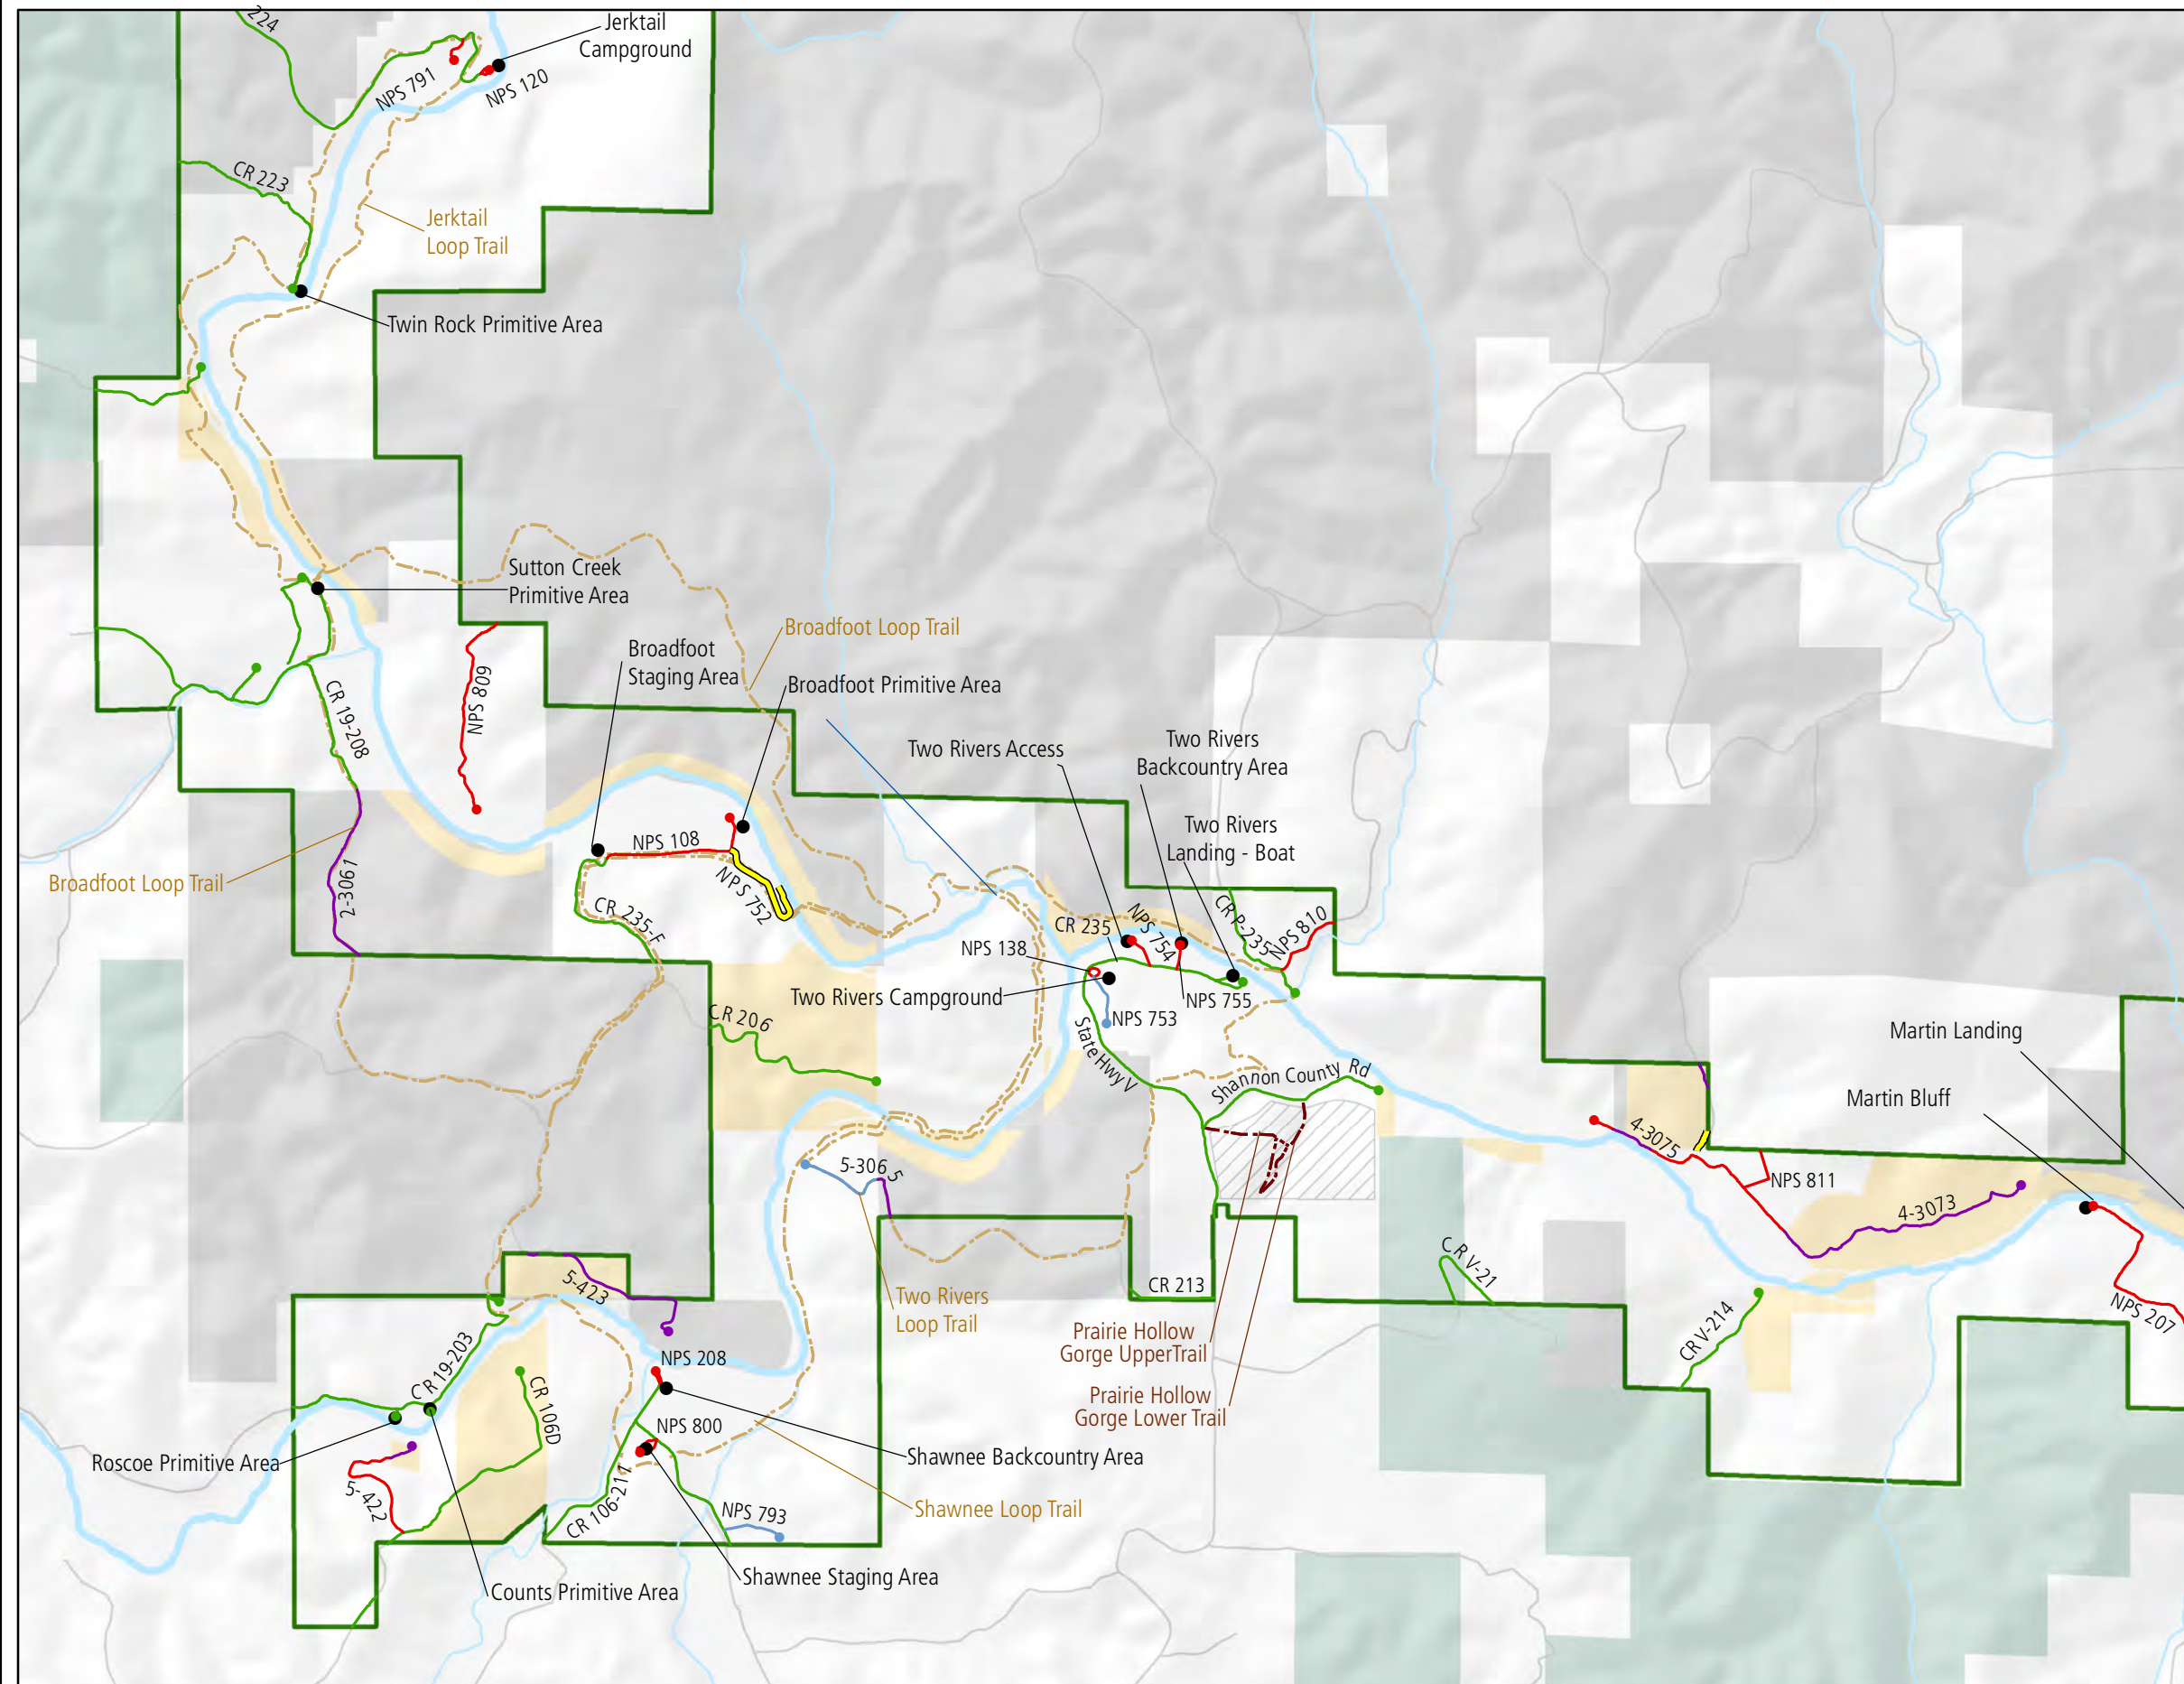 224
Jerktail
Campground
NPS 791
NPS 120
CR 223
Jerktail
Loop Trail
Twin Rock Primitive Area
Sutton Creek
Primitive Area
Broadfoot Loop Trail
Broadfoot
Staging Area
Broadfoot Primitive Area
NPS 809
CR 19-208
Two Rivers Access
Two Rivers
Backcountry Area
Two Rivers
Landing - Boat
NPS 108
NPS 752
Broadfoot Loop Trail
2-3061
CR 235-F
CR 235
NPS 754
CR P-235
NPS 810
NPS 138
Two Rivers Campground
NPS 755
NPS 753
CR 206
State Hwy V
Shannon County Rd
Martin Landing
Martin Bluff
4-3075
NPS 811
4-3073
5-3065
CR V-21
CR 213
5-423
Two Rivers
Loop Trail
Prairie Hollow
Gorge UpperTrail
CR V-214
NPS 207
CR 19-203
NPS 208
CR 106D
Prairie Hollow
Gorge Lower Trail
NPS 800
Shawnee Backcountry Area
Roscoe Primitive Area
5-422
CR 106-217
NPS 793
Shawnee Loop Trail
Shawnee Staging Area
Counts Primitive Area